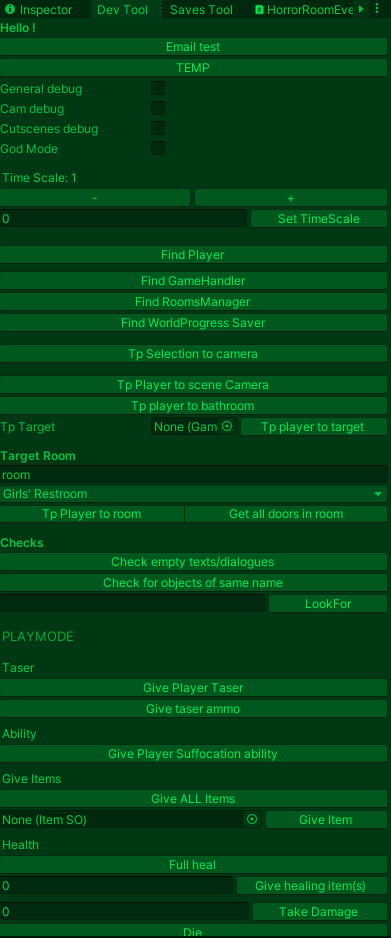 Inspector Dev Tool Saves Tool HorrorRoomEve
Hello !
Email test
TEMP
General debug
Cam debug
Cutscenes debug
God Mode
Time Scale: 1
- +
0 Set TimeScale
Find Player
Find GameHandler
Find RoomsManager
Find WorldProgress Saver
Tp Selection to camera
Tp Player to scene Camera
Tp player to bathroom
Tp Target None (Gam Tp player to target
Target Room
room
Girls' Restroom
Tp Player to room Get all doors in room
Checks
Check empty texts/dialogues
Check for objects of same name
LookFor
PLAYMODE
Taser
Give Player Taser
Give taser ammo
Ability
Give Player Suffocation ability
Give Items
Give ALL Items
None (Item SO) Give Item
Health
Full heal
0 Give healing item(s)
0 Take Damage
Die